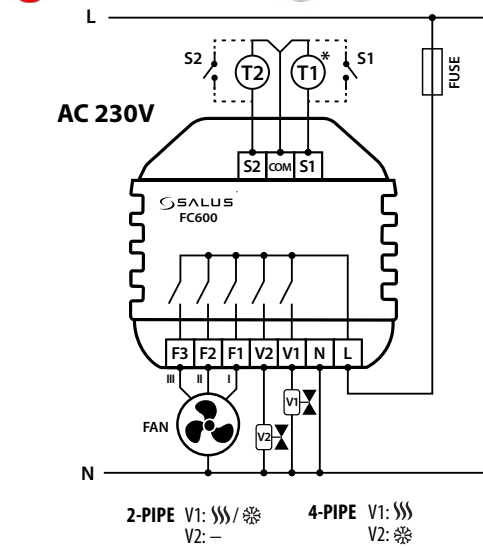 L
S2 T2 T1 * S1
FUSE
AC 230V
S2 COM S1
SALUS
FC600
F3 F2 F1 V2 V1 N L
III II I
V1
FAN
V2
N
2-PIPE V1: /
V2: –
4-PIPE V1:
V2: